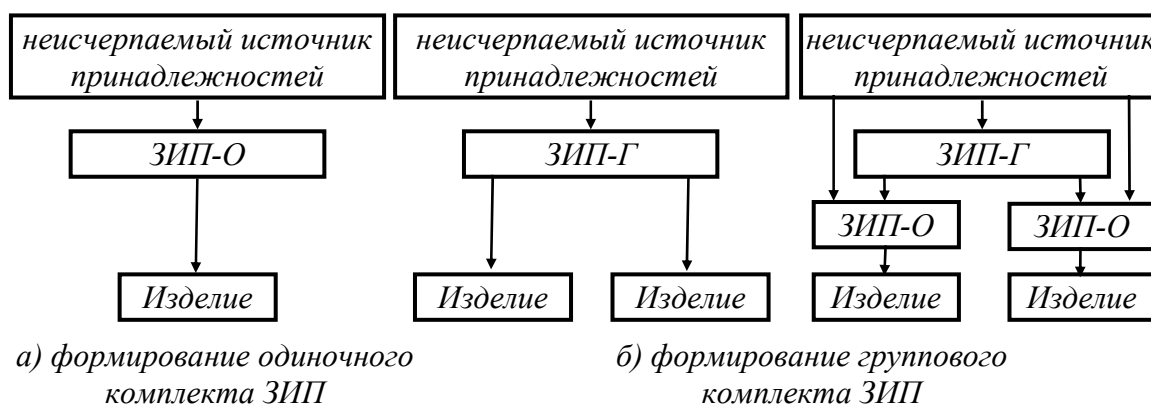 неисчерпаемый источник
принадлежностей
ЗИП-О
Изделие
а) формирование одиночного
комплекта ЗИП
неисчерпаемый источник
принадлежностей
ЗИП-Г
Изделие
Изделие
неисчерпаемый источник
принадлежностей
ЗИП-Г
ЗИП-О
ЗИП-О
Изделие
Изделие
б) формирование группового
комплекта ЗИП